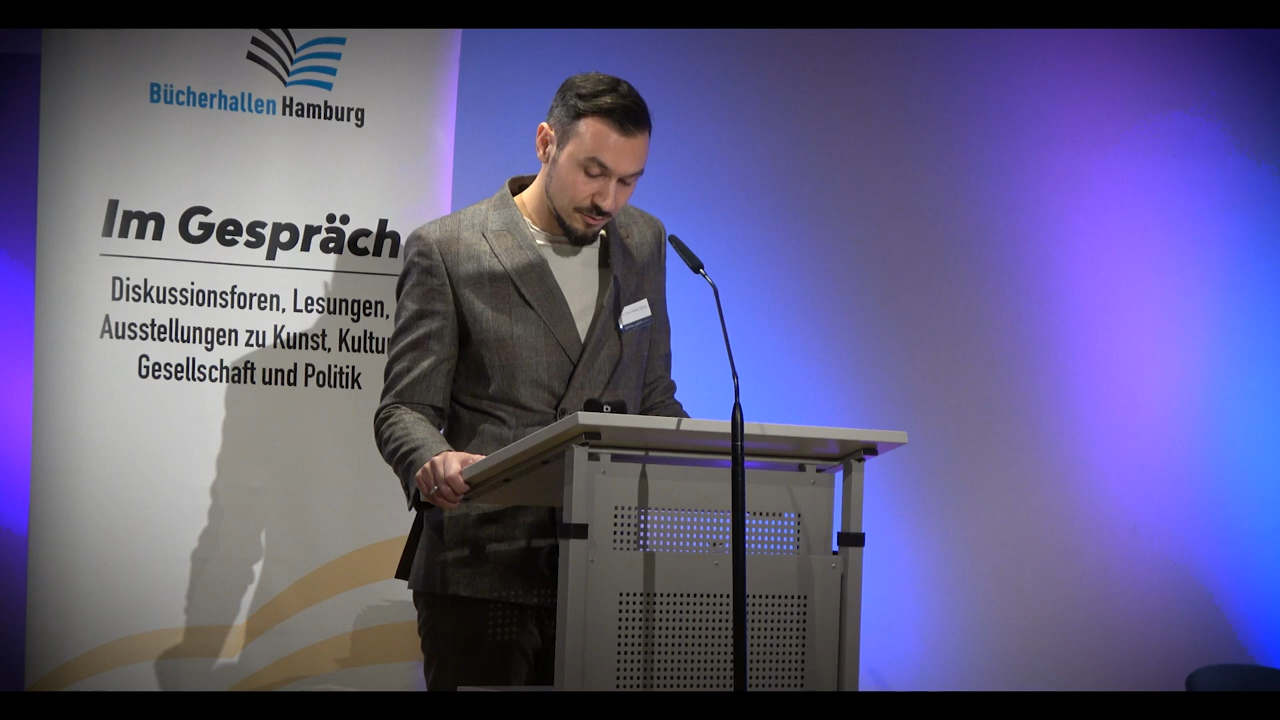 Bücherhallen Hamburg
Im Gespräch
Diskussionsforen, Lesungen,
Ausstellungen zu Kunst, Kultur
Gesellschaft und Politik